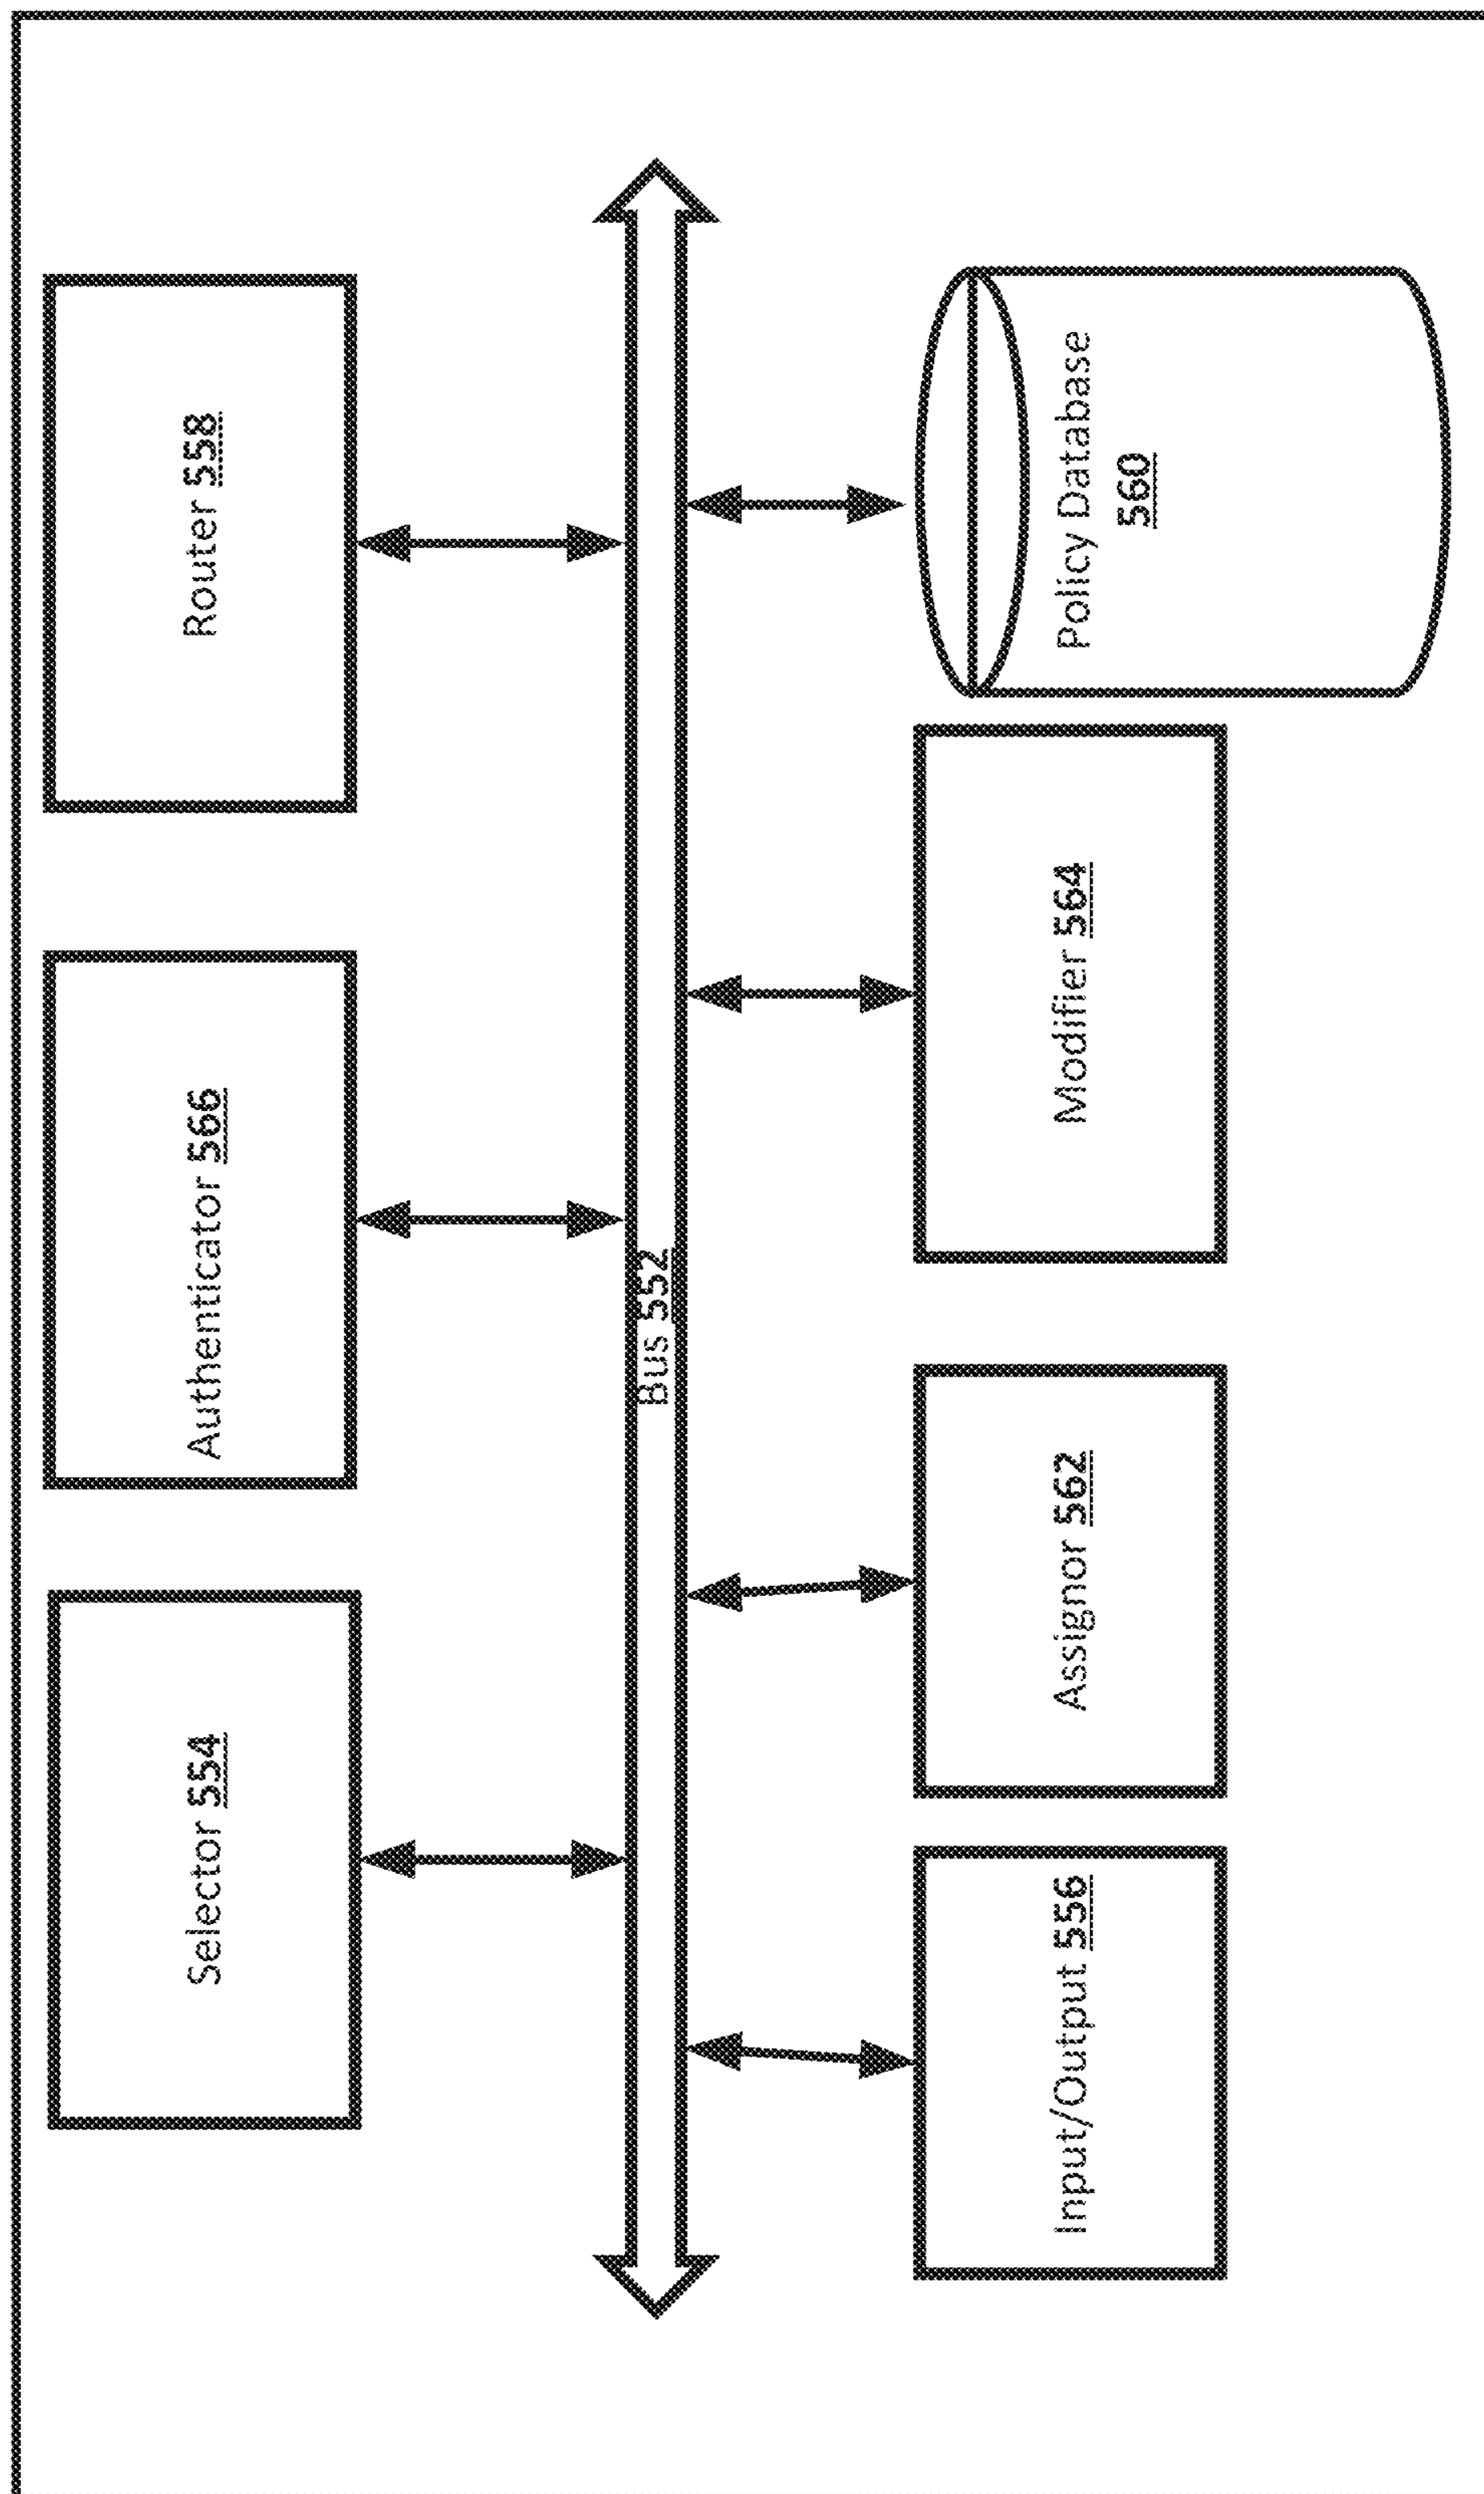 Selector 554
Authenticator 566
Router 558
Bus 552
Input/Output 556
Assignor 562
Modifier 564
Policy Database
560